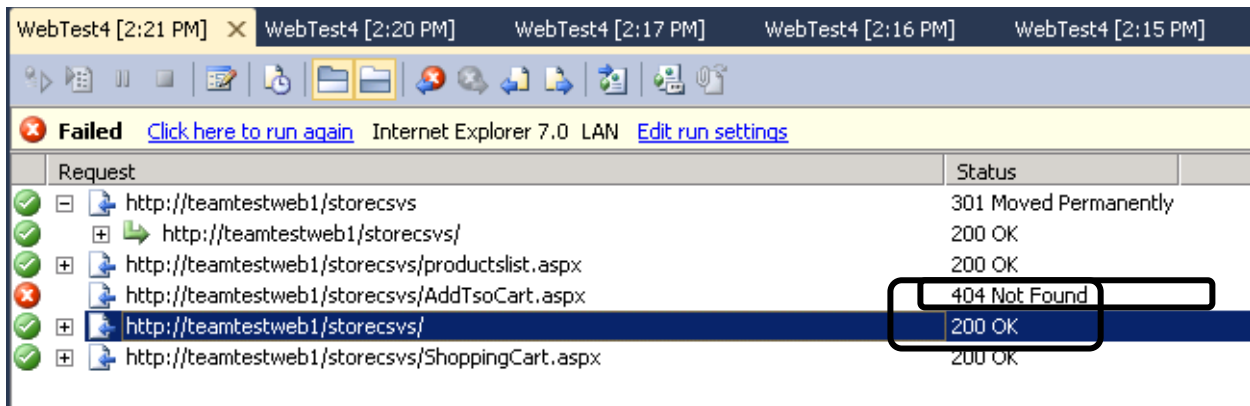 WebTest4 [2:21 PM] WebTest4 [2:20 PM] WebTest4 [2:17 PM] WebTest4 [2:16 PM] WebTest4 [2:15 PM]
Failed Click here to run again Internet Explorer 7.0 LAN Edit run settings
Request Status
http://teamtestweb1/storecsvs 301 Moved Permanently
http://teamtestweb1/storecsvs/ 200 OK
http://teamtestweb1/storecsvs/productslist.aspx 200 OK
http://teamtestweb1/storecsvs/AddTsoCart.aspx 404 Not Found
http://teamtestweb1/storecsvs/ 200 OK
http://teamtestweb1/storecsvs/ShoppingCart.aspx 200 OK